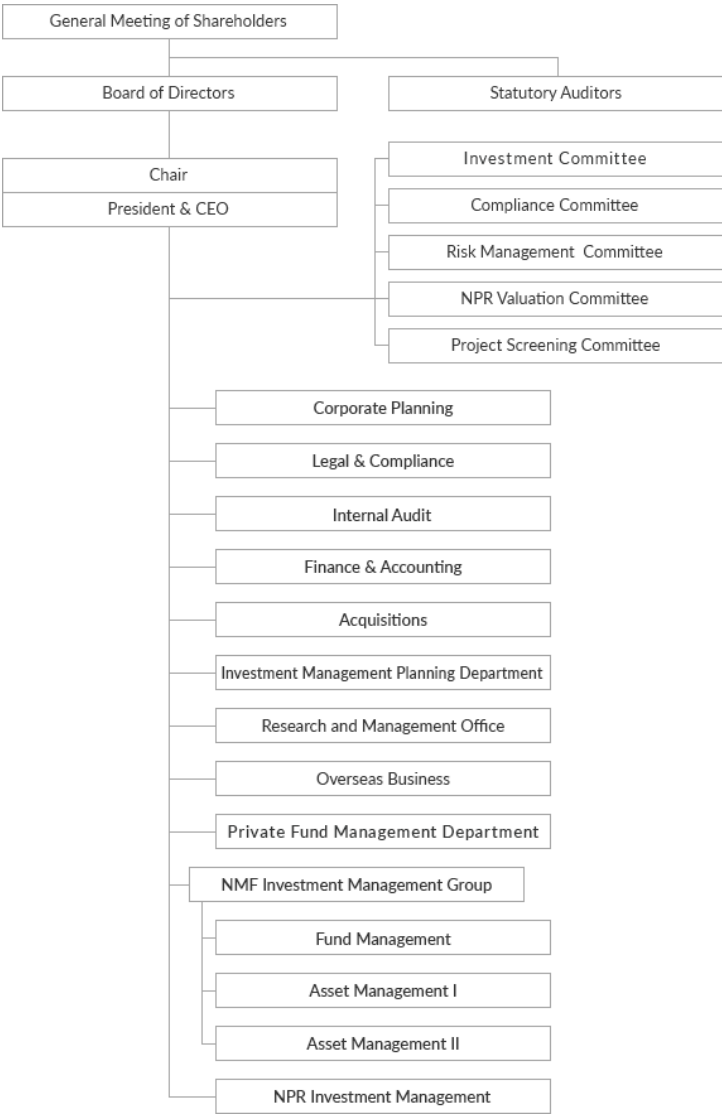 General Meeting of Shareholders
Board of Directors
Statutory Auditors
Chair
President & CEO
Investment Committee
Compliance Committee
Risk Management Committee
NPR Valuation Committee
Project Screening Committee
Corporate Planning
Legal & Compliance
Internal Audit
Finance & Accounting
Acquisitions
Investment Management Planning Department
Research and Management Office
Overseas Business
Private Fund Management Department
NMF Investment Management Group
Fund Management
Asset Management I
Asset Management II
NPR Investment Management